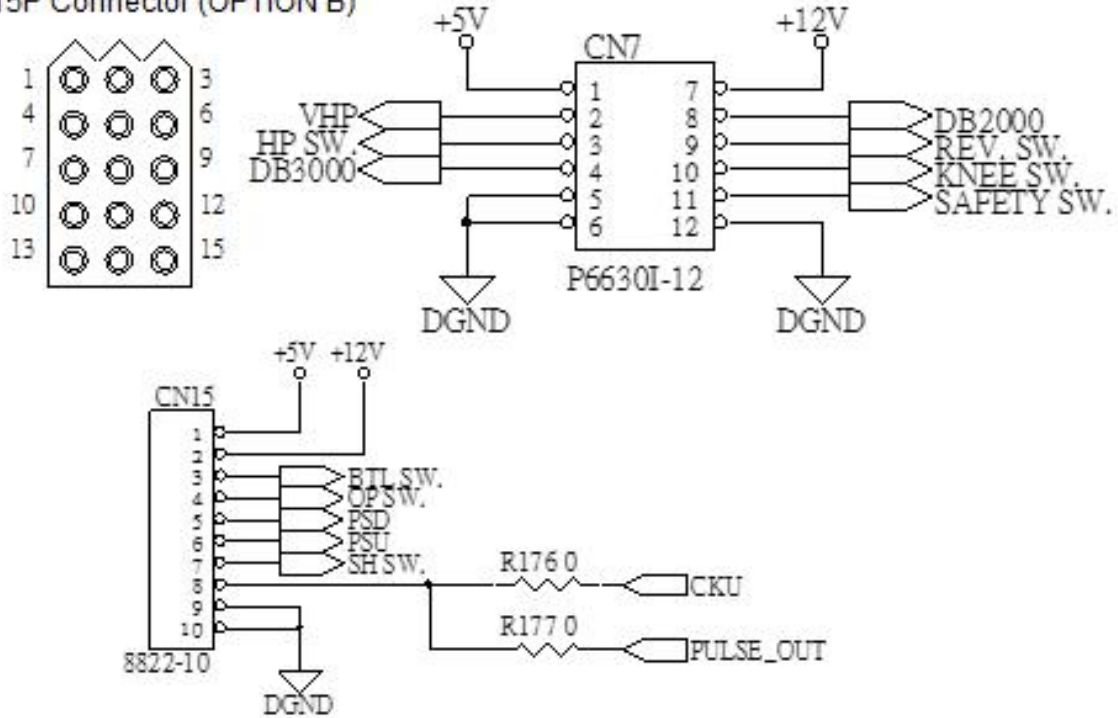 15P Connector (OPTION B)
1 3
4 6
7 9
10 12
13 15
+5V +12V
CN7
1 7
2 8
3 9
4 10
5 11
6 12
VHP
HP SW.
DB3000
DB2000
REV. SW.
KNEE SW.
SAFETY SW.
P6630I-12
DGND DGND
+5V +12V
CN15
1
2
3
4
5
6
7
8
9
10
BTL SW.
OP SW.
PSD
PSU
SH SW.
R176 0
CKU
R177 0
PULSE_OUT
8822-10
DGND